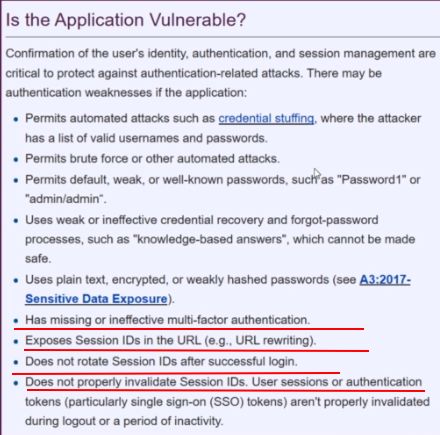 Is the Application Vulnerable?
Confirmation of the user's identity, authentication, and session management are
critical to protect against authentication-related attacks. There may be
authentication weaknesses if the application:
• Permits automated attacks such as credential stuffing, where the attacker
has a list of valid usernames and passwords.
• Permits brute force or other automated attacks.
• Permits default, weak, or well-known passwords, such as "Password1" or
"admin/admin".
• Uses weak or ineffective credential recovery and forgot-password
processes, such as "knowledge-based answers", which cannot be made
safe.
• Uses plain text, encrypted, or weakly hashed passwords (see A3:2017-
Sensitive Data Exposure).
• Has missing or ineffective multi-factor authentication.
• Exposes Session IDs in the URL (e.g., URL rewriting).
• Does not rotate Session IDs after successful login.
• Does not properly invalidate Session IDs. User sessions or authentication
tokens (particularly single sign-on (SSO) tokens) aren't properly invalidated
during logout or a period of inactivity.